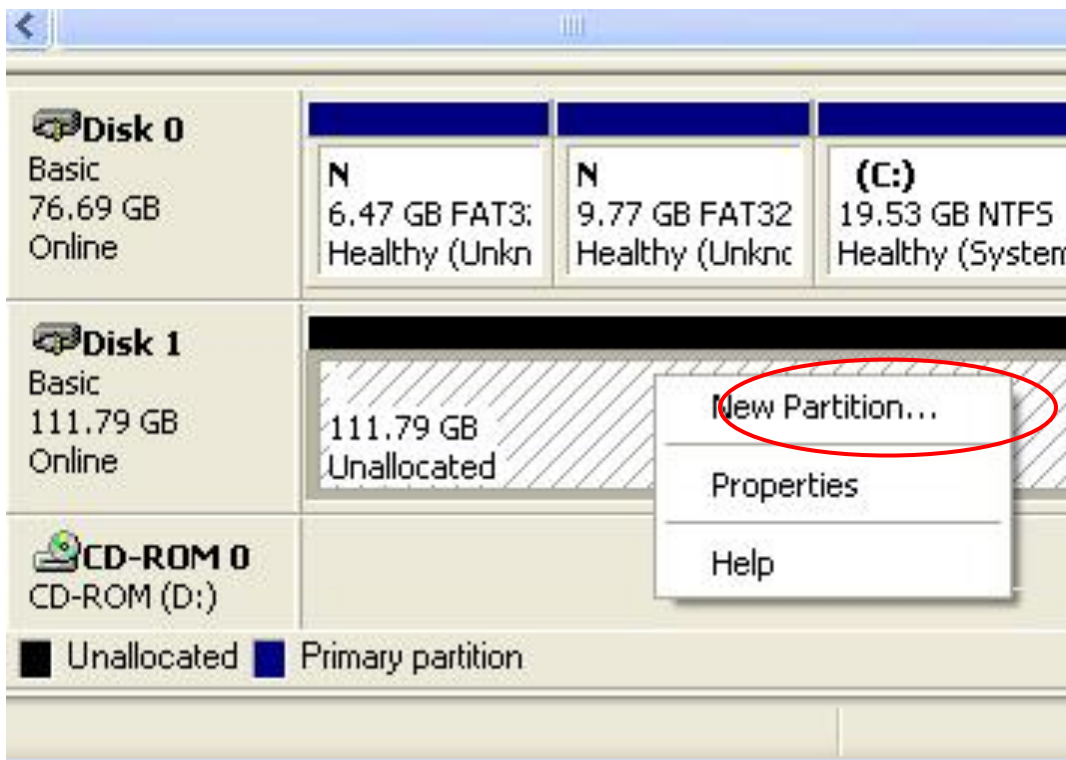 Disk 0
Basic
76.69 GB
Online
N
6.47 GB FAT3
Healthy (Unkn
N
9.77 GB FAT32
Healthy (Unknc
(C:)
19.53 GB NTFS
Healthy (System
Disk 1
Basic
111.79 GB
Online
111.79 GB
Unallocated
New Partition...
Properties
Help
CD-ROM 0
CD-ROM (D:)
Unallocated
Primary partition